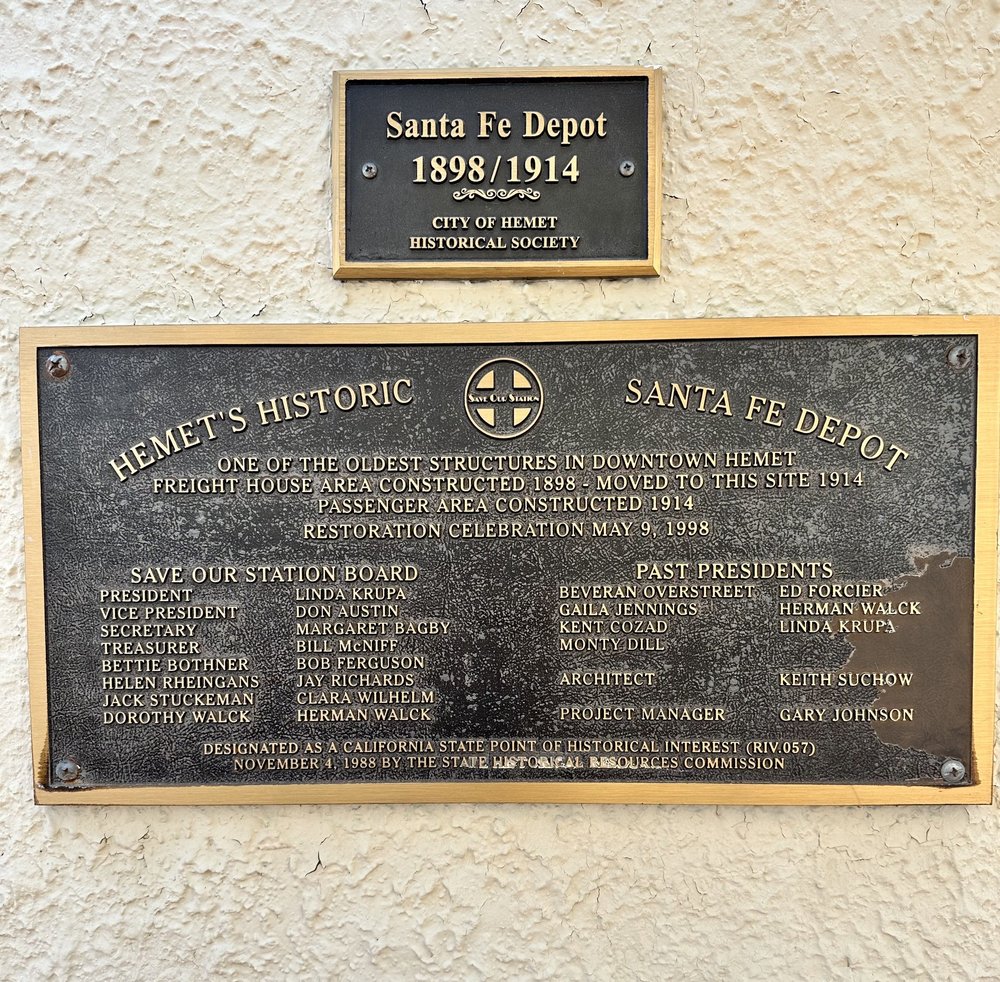 Santa Fe Depot
1898/1914
CITY OF HEMET
HISTORICAL SOCIETY
HEMET'S HISTORIC
SAVE OUR STATION
SANTA FE DEPOT
ONE OF THE OLDEST STRUCTURES IN DOWNTOWN HEMET
FREIGHT HOUSE AREA CONSTRUCTED 1898 - MOVED TO THIS SITE 1914
PASSENGER AREA CONSTRUCTED 1914
RESTORATION CELEBRATION MAY 9, 1998
SAVE OUR STATION BOARD
PRESIDENT LINDA KRUPA
VICE PRESIDENT DON AUSTIN
SECRETARY MARGARET BAGBY
TREASURER BILL McNIFF
BETTIE BOTHNER BOB FERGUSON
HELEN RHEINGANS JAY RICHARDS
JACK STUCKEMAN CLARA WILHELM
DOROTHY WALCK HERMAN WALCK
PAST PRESIDENTS
BEVERAN OVERSTREET ED FORCIER
GAILA JENNINGS HERMAN WALCK
KENT COZAD LINDA KRUPA
MONTY DILL
ARCHITECT KEITH SUCHOW
PROJECT MANAGER GARY JOHNSON
DESIGNATED AS A CALIFORNIA STATE POINT OF HISTORICAL INTEREST (RIV.057)
NOVEMBER 4, 1988 BY THE STATE HISTORICAL RESOURCES COMMISSION